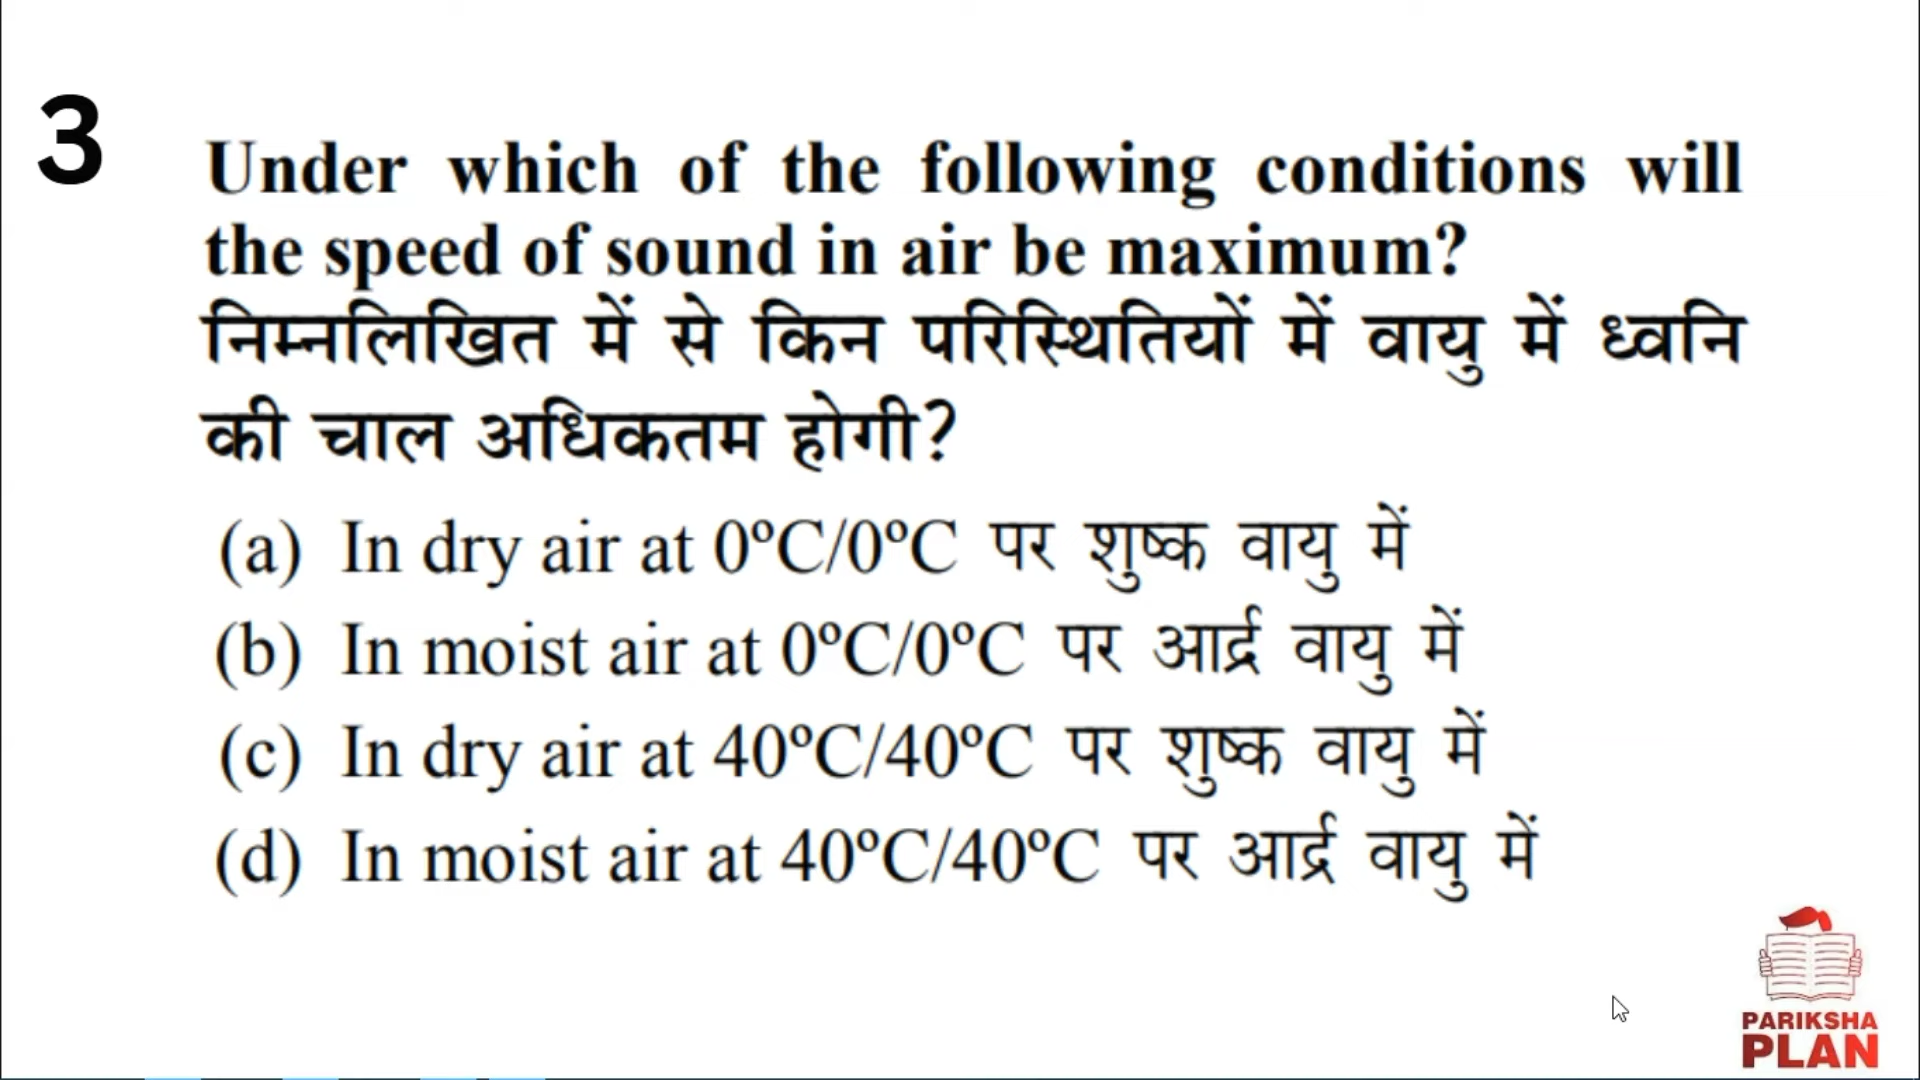 3
Under which of the following conditions will
the speed of sound in air be maximum?
निम्नलिखित में से किन परिस्थितियों में वायु में ध्वनि
की चाल अधिकतम होगी?
(a) In dry air at 0ºC/0ºC पर शुष्क वायु में
(b) In moist air at 0ºC/0ºC पर आर्द्र वायु में
(c) In dry air at 40ºC/40ºC पर शुष्क वायु में
(d) In moist air at 40ºC/40ºC पर आर्द्र वायु में
PARIKSHA
PLAN